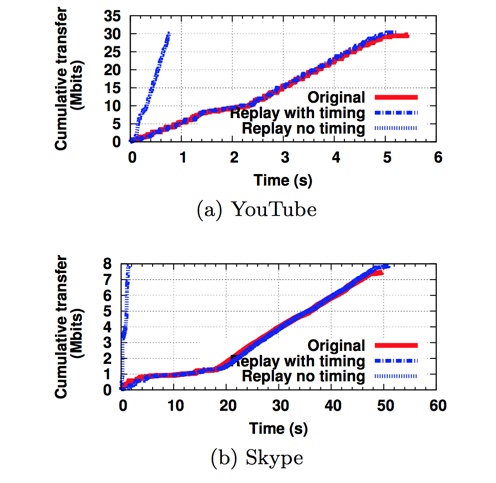 35
30
25
20
15
10
5
0
Cumulative transfer
(Mbits)
Original
Replay with timing
Replay no timing
0 1 2 3 4 5 6
Time (s)
(a) YouTube
8
7
6
5
4
3
2
1
0
Cumulative transfer
(Mbits)
Original
Replay with timing
Replay no timing
0 10 20 30 40 50 60
Time (s)
(b) Skype